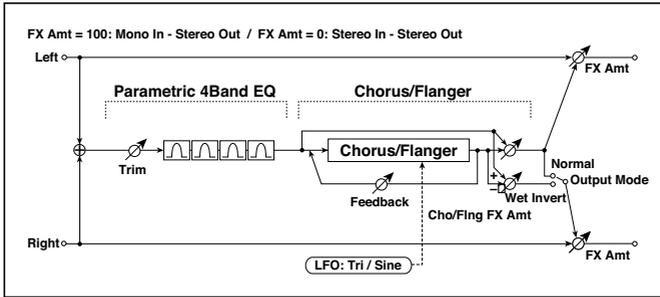 FX Amt = 100: Mono In - Stereo Out / FX Amt = 0: Stereo In - Stereo Out
Left
FX Amt
Parametric 4Band EQ
Chorus/Flanger
Chorus/Flanger
Trim
Feedback
+
−
Normal
Output Mode
Wet Invert
Cho/Flng FX Amt
Right
FX Amt
LFO: Tri / Sine